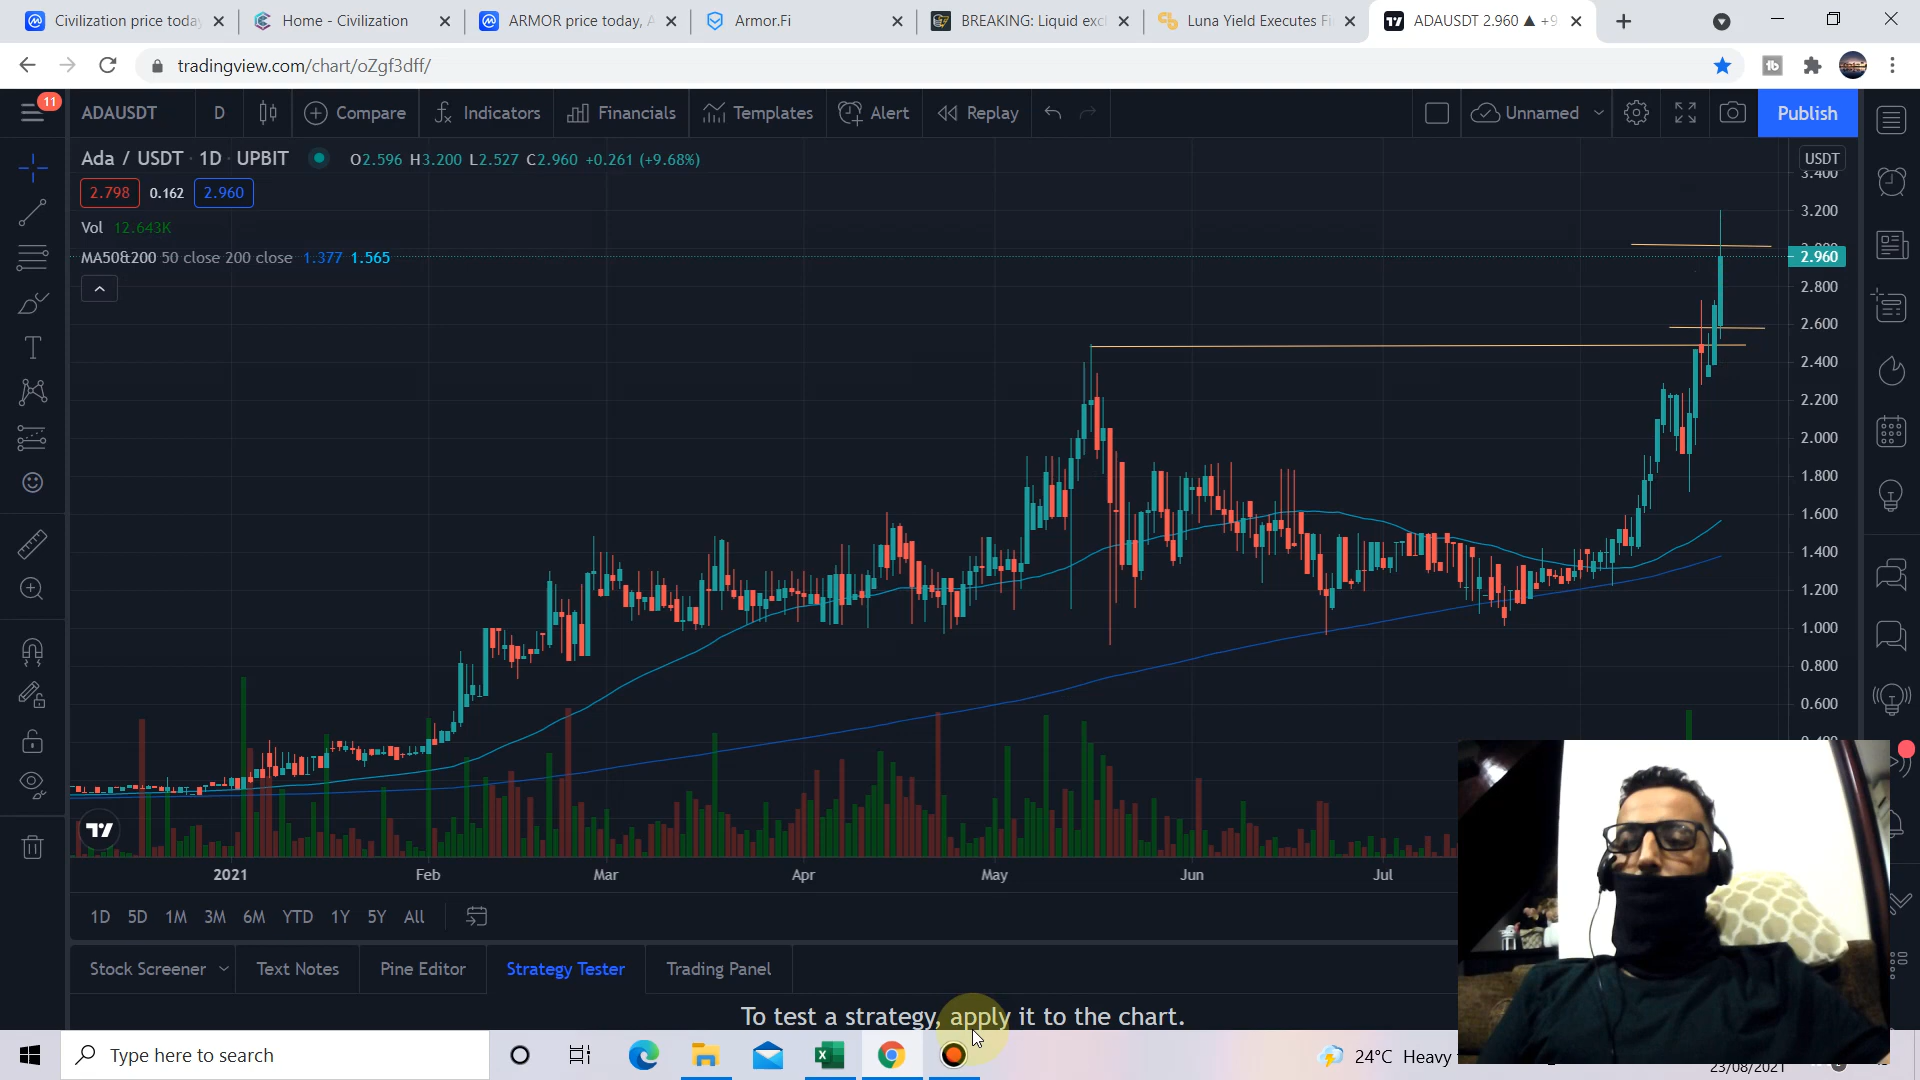 Civilization price today
Home - Civilization
ARMOR price today, A
Armor.Fi
BREAKING: Liquid exc
Luna Yield Executes Fi
ADAUSDT 2.960 ▲ +9
tradingview.com/chart/oZgf3dff/
11
ADAUSDT
D
Compare
Indicators
Financials
Templates
Alert
Replay
Unnamed
Publish
Ada / USDT · 1D · UPBIT
O2.596 H3.200 L2.527 C2.960 +0.261 (+9.68%)
2.798
0.162
2.960
Vol 12.643K
MA50&200 50 close 200 close 1.377 1.565
USDT
3.400
3.200
2.960
2.800
2.600
2.400
2.200
2.000
1.800
1.600
1.400
1.200
1.000
0.800
0.600
2021
Feb
Mar
Apr
May
Jun
Jul
1D
5D
1M
3M
6M
YTD
1Y
5Y
All
Stock Screener
Text Notes
Pine Editor
Strategy Tester
Trading Panel
To test a strategy, apply it to the chart.
Type here to search
24°C Heavy
23/08/2021